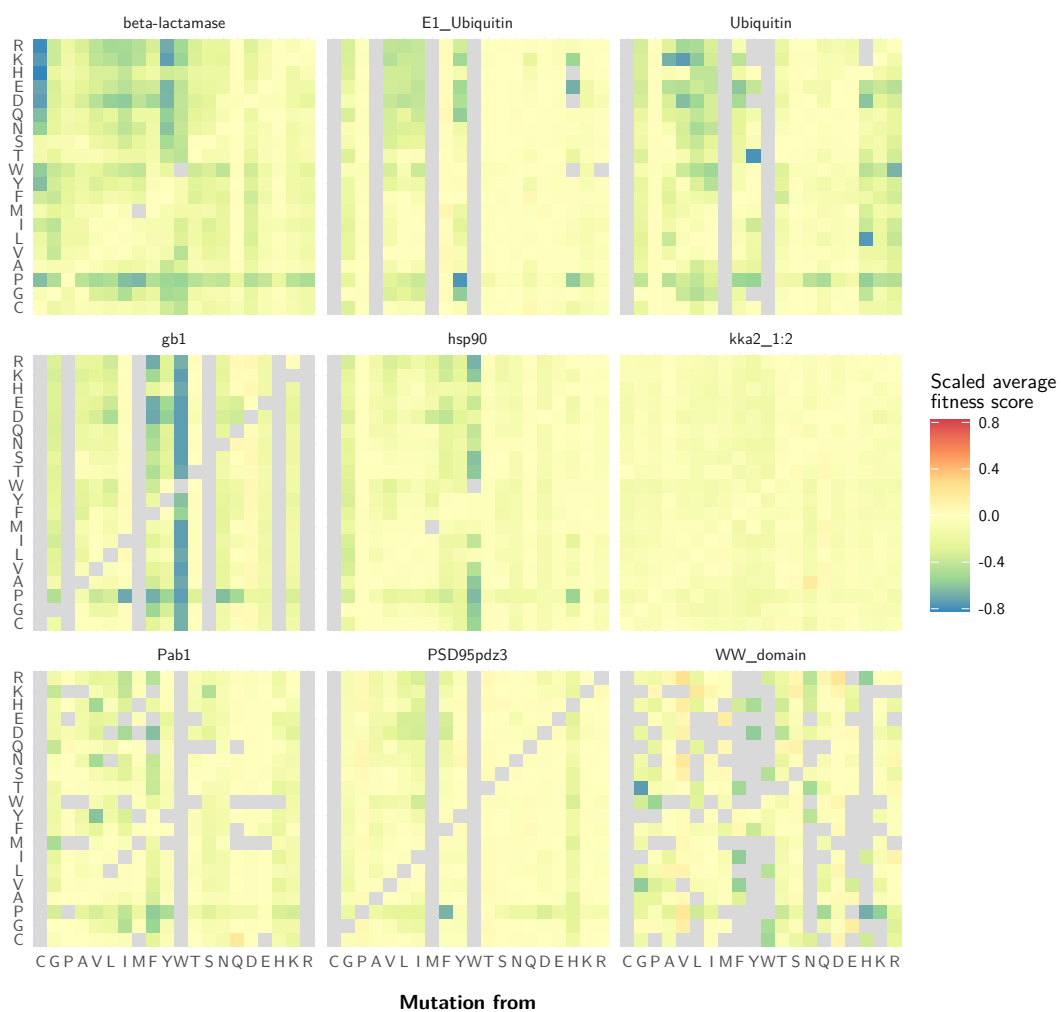 beta-lactamase E1_Ubiquitin Ubiquitin
R
K
H
E
D
Q
N
S
T
W
Y
F
M
I
L
V
A
P
G
C
gb1 hsp90 kka2_1:2
R
K
H
E
D
Q
N
S
T
W
Y
F
M
I
L
V
A
P
G
C
Scaled average
fitness score
0.8
0.4
0.0
-0.4
-0.8
Pab1 PSD95pdz3 WW_domain
R
K
H
E
D
Q
N
S
T
W
Y
F
M
I
L
V
A
P
G
C
C G P A V L I M F Y W T S N Q D E H K R C G P A V L I M F Y W T S N Q D E H K R C G P A V L I M F Y W T S N Q D E H K R
Mutation from